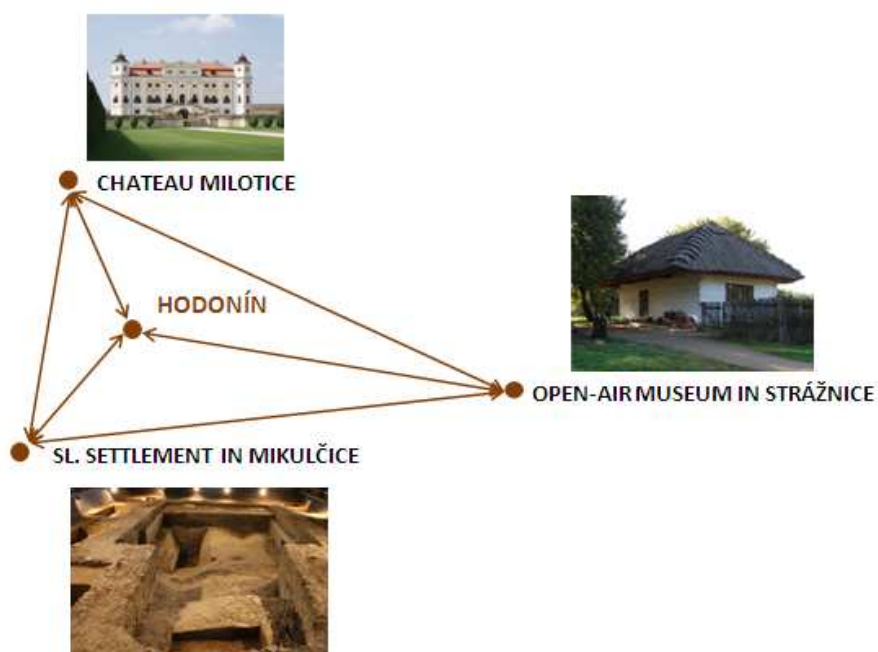 CHATEAU MILOTICE
HODONÍN
OPEN-AIR MUSEUM IN STRÁŽNICE
SL. SETTLEMENT IN MIKULČICE